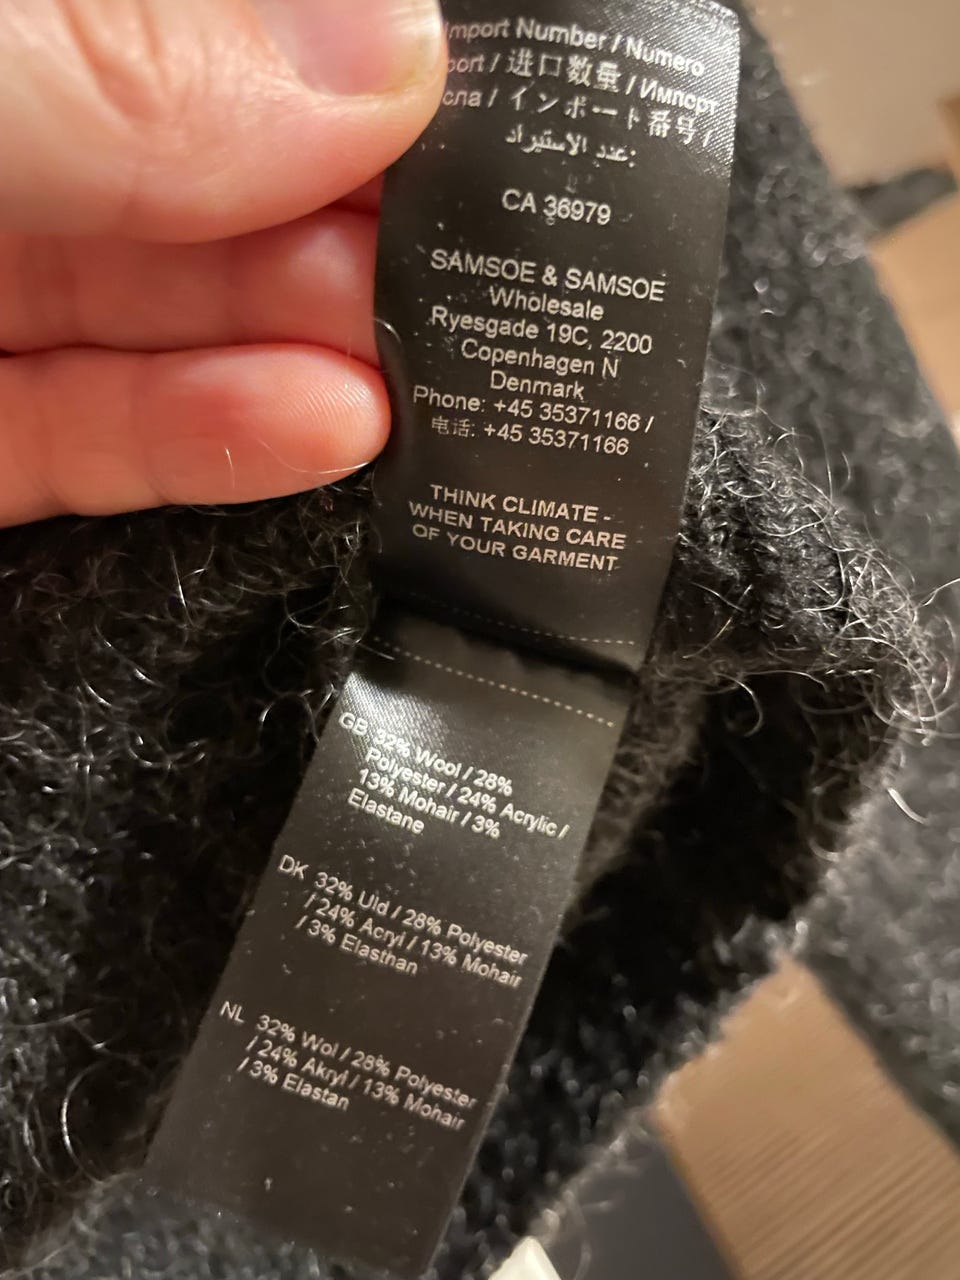 Import Number / Numero
port / 进口数量 / Импорт
сла / インポート番号 /
عدد الاستيراد:
CA 36979
SAMSOE & SAMSOE
Wholesale
Ryesgade 19C, 2200
Copenhagen N
Denmark
Phone: +45 35371166 /
电话: +45 35371166
THINK CLIMATE -
WHEN TAKING CARE
OF YOUR GARMENT
GB 32% Wool / 28%
Polyester / 24% Acrylic /
13% Mohair / 3%
Elastane
DK 32% Uld / 28% Polyester
/ 24% Acryl / 13% Mohair
/ 3% Elasthan
NL 32% Wol / 28% Polyester
/ 24% Akryl / 13% Mohair
/ 3% Elastan